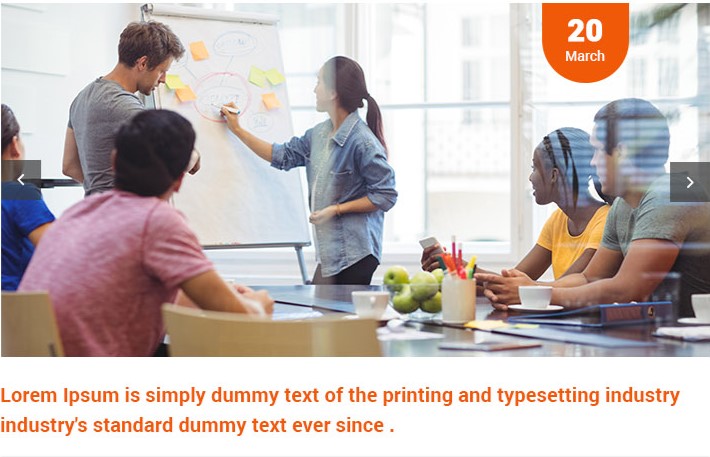 20
March
Lorem Ipsum is simply dummy text of the printing and typesetting industry
industry's standard dummy text ever since .